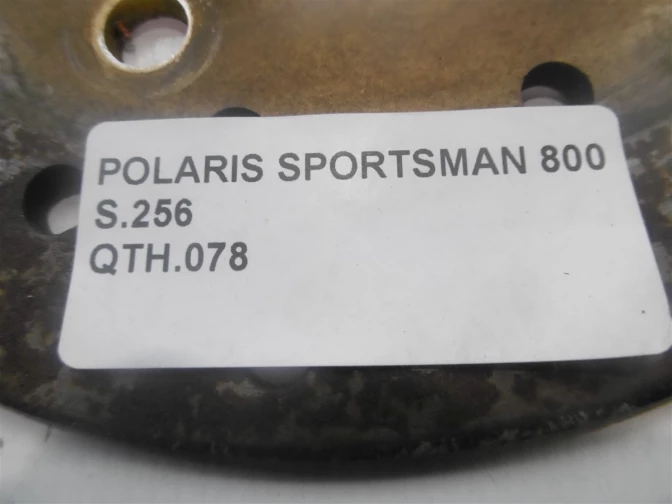 POLARIS SPORTSMAN 800
S.256
QTH.078